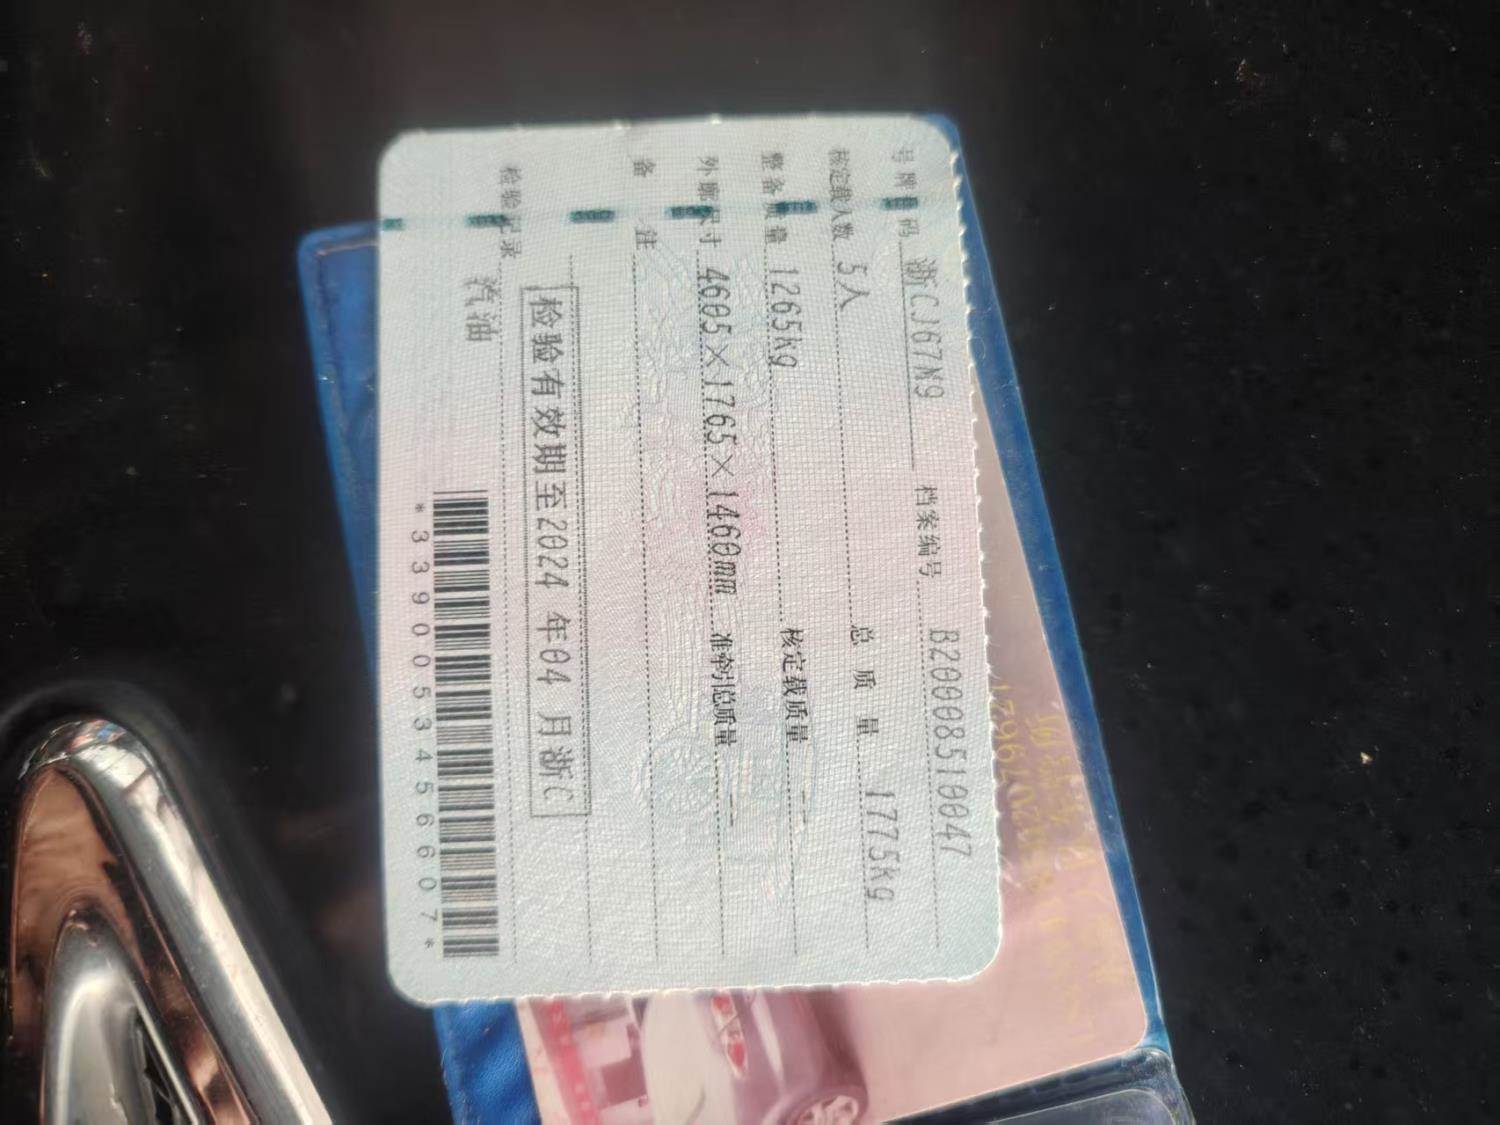 号牌号码 浙CJ67N9 档案编号 B20008510047
核定载人数 5人 总质量 1775kg
整备质量 1265kg 核定载质量 --
外廓尺寸 4605×1765×1460mm 准牵引总质量 --
备注
检验有效期至2024年04月浙C
检验记录
汽油
*3390053456607*